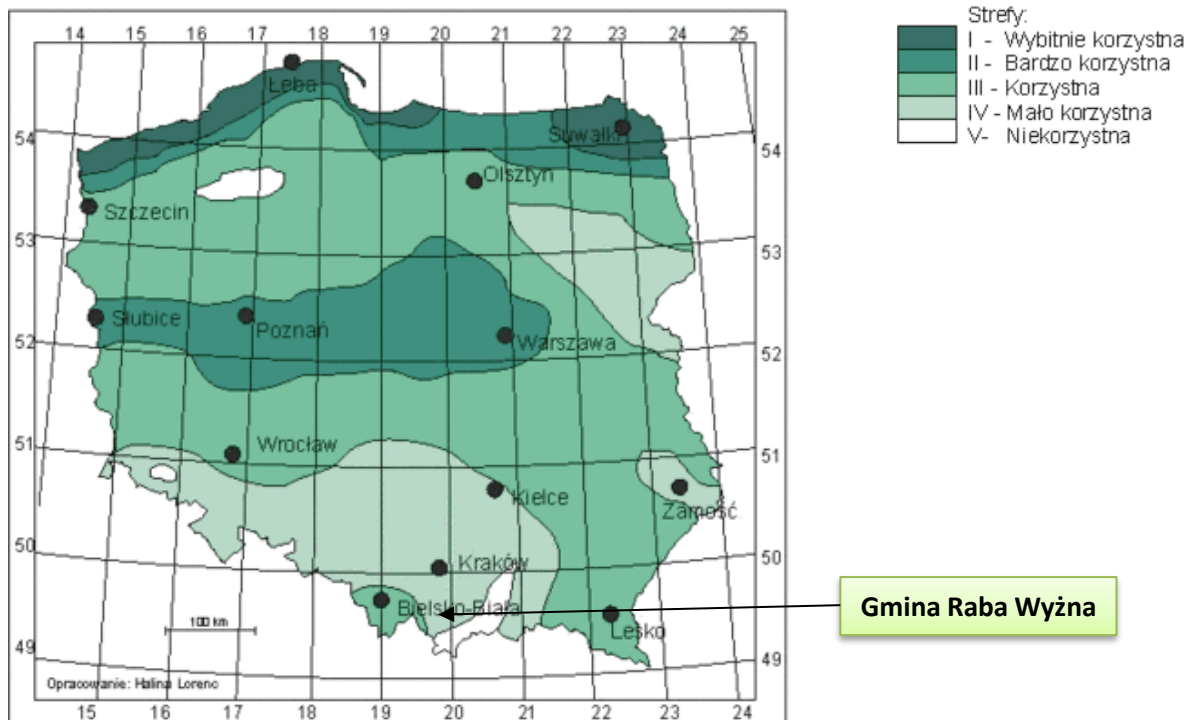 14 15 16 17 18 19 20 21 22 23 24 25
Strefy:
I - Wybitnie korzystna
II - Bardzo korzystna
III - Korzystna
IV - Mało korzystna
V- Niekorzystna
Łeba
54
Suwałki
54
Olsztyn
Szczecin
53
53
Słubice
Poznań
Warszawa
52
52
51
Wrocław
51
Kielce
Zamość
50
Kraków
50
Bielsko-Biała
Gmina Raba Wyżna
100 km
Lesko
49
49
Opracowanie: Halina Lorenc
15 16 17 18 19 20 21 22 23 24